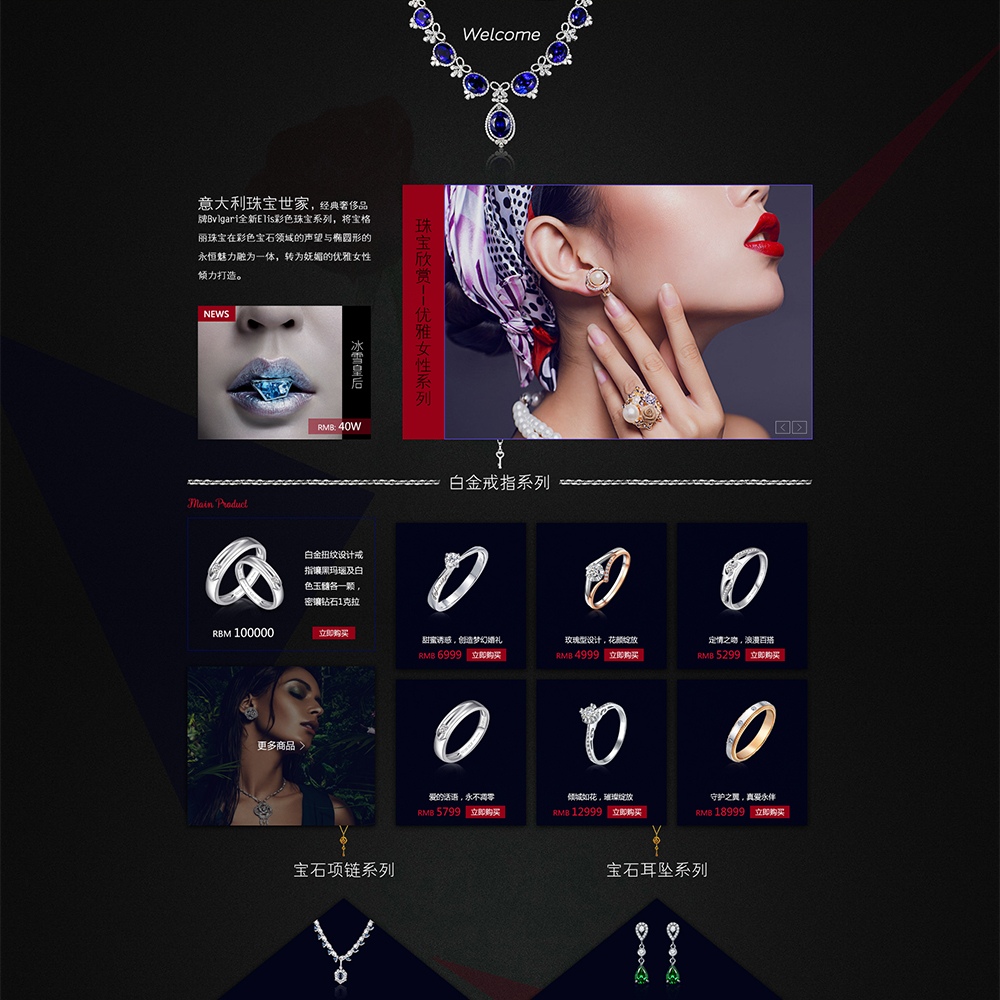 Welcome
意大利珠宝世家，经典奢侈品
牌Bvlgari全新Elis彩色珠宝系列，将宝格
丽珠宝在彩色宝石领域的声望与椭圆形的
永恒魅力融为一体，转为妩媚的优雅女性
倾力打造。
珠宝欣赏——优雅女性系列
NEWS
冰雪皇后
RMB: 40W
白金戒指系列
Main Product
白金扭纹设计戒
指镶黑玛瑙及白
色玉髓各一颗，
密镶钻石1克拉
RBM 100000
立即购买
甜蜜诱惑，创造梦幻婚礼
RMB 6999 立即购买
玫瑰型设计，花颜绽放
RMB 4999 立即购买
定情之吻，浪漫百搭
RMB 5299 立即购买
更多商品 >
爱的话语，永不凋零
RMB 5799 立即购买
倾城如花，璀璨绽放
RMB 12999 立即购买
守护之翼，真爱永伴
RMB 18999 立即购买
宝石项链系列
宝石耳坠系列